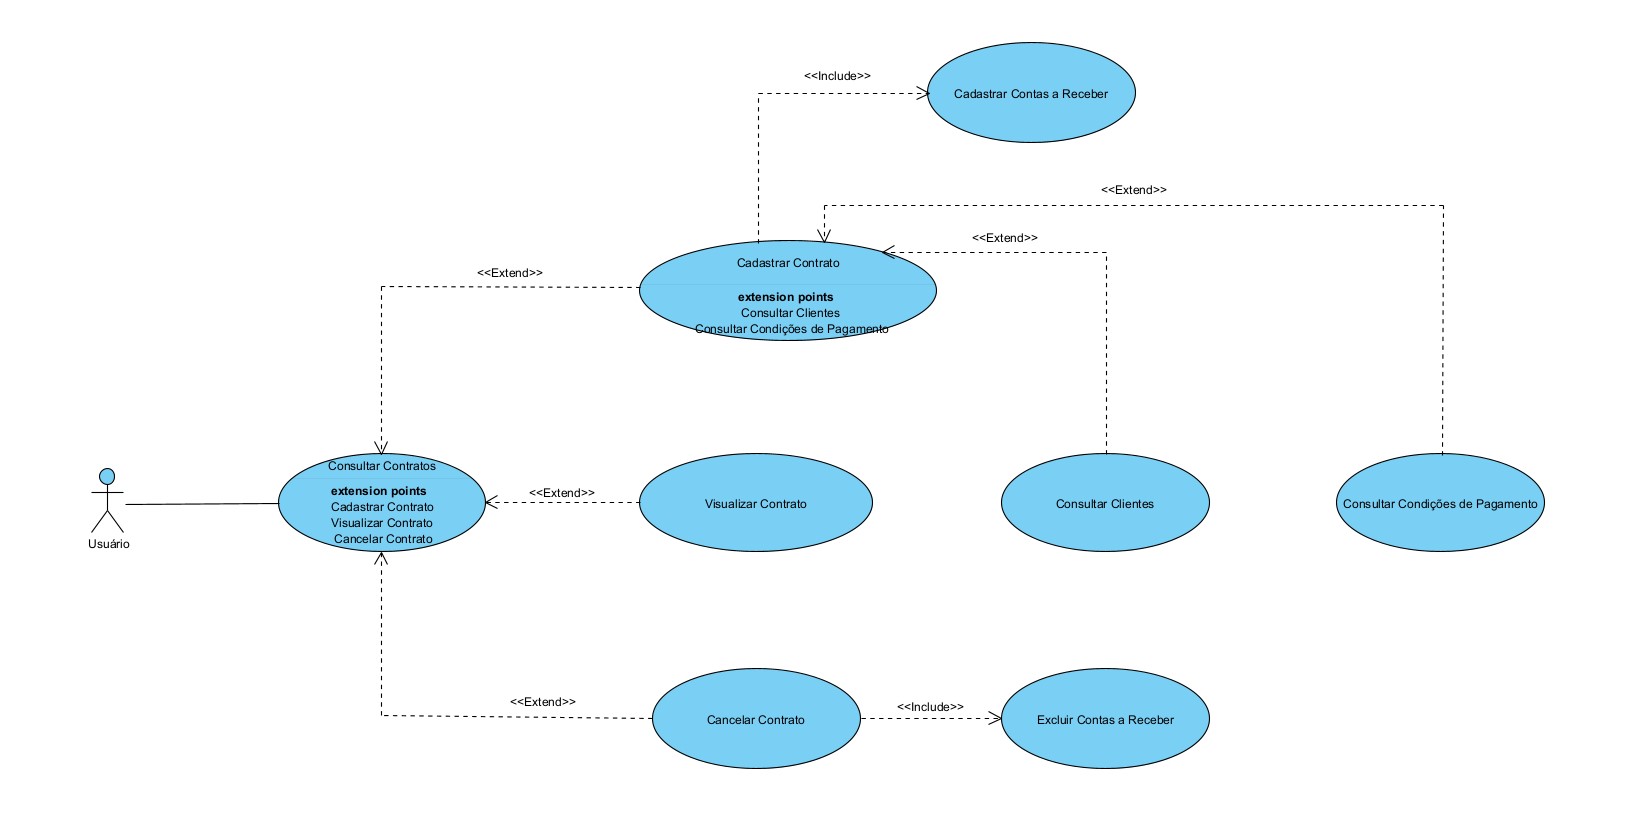 <<Include>>
Cadastrar Contas a Receber
<<Extend>>
<<Extend>>
Cadastrar Contrato
<<Extend>>
extension points
Consultar Clientes
Consultar Condições de Pagamento
Consultar Contratos
extension points
Cadastrar Contrato
Visualizar Contrato
Cancelar Contrato
<<Extend>>
Visualizar Contrato
Consultar Clientes
Consultar Condições de Pagamento
Usuário
<<Extend>>
Cancelar Contrato
<<Include>>
Excluir Contas a Receber